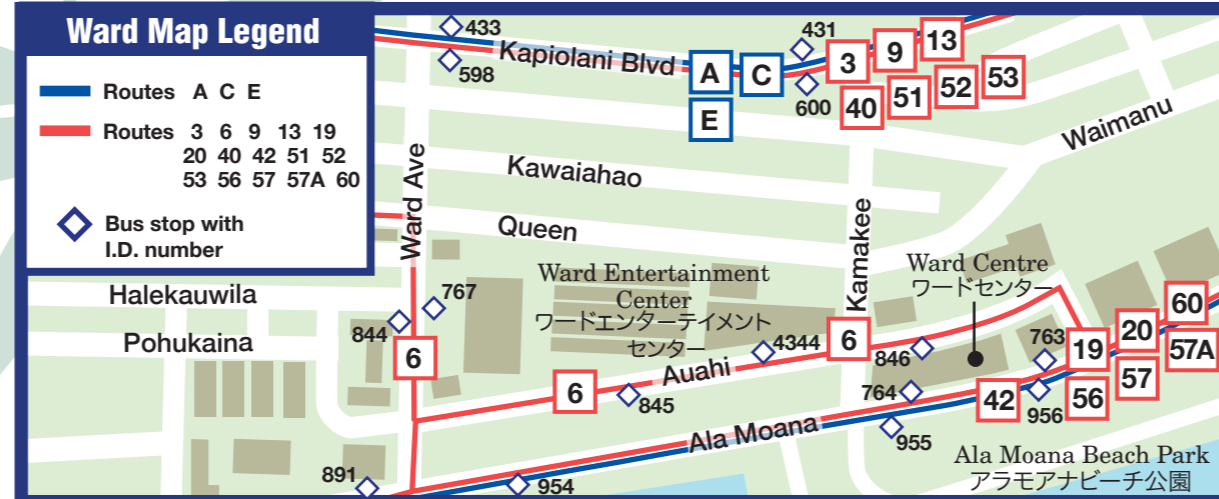 Ward Map Legend
Routes A C E
Routes 3 6 9 13 19
20 40 42 51 52
53 56 57 57A 60
Bus stop with
I.D. number
433
598
Kapiolani Blvd
A
C
E
431
600
3
9
13
40
51
52
53
Waimanu
Kawaiahao
Ward Ave
Queen
Kamakee
Halekauwila
Pohukaina
767
844
6
Ward Entertainment
Center
ワードエンターテイメント
センター
4344
Ward Centre
ワードセンター
6
846
763
6
845
Auahi
764
19
20
60
42
56
57
57A
956
955
Ala Moana
891
954
Ala Moana Beach Park
アラモアナビーチ公園